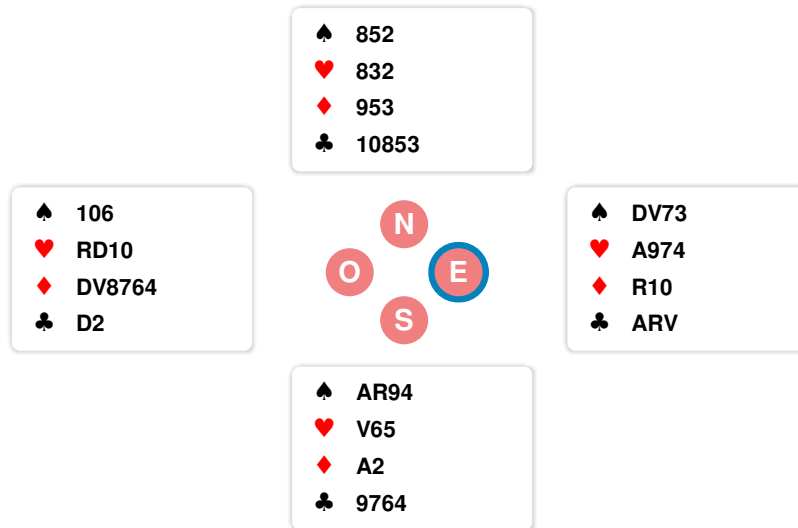 ♠ 852
♥ 832
♦ 953
♣ 10853
♠ 106
♥ RD10
♦ DV8764
♣ D2
N
O
E
S
♠ DV73
♥ A974
♦ R10
♣ ARV
♠ AR94
♥ V65
♦ A2
♣ 9764